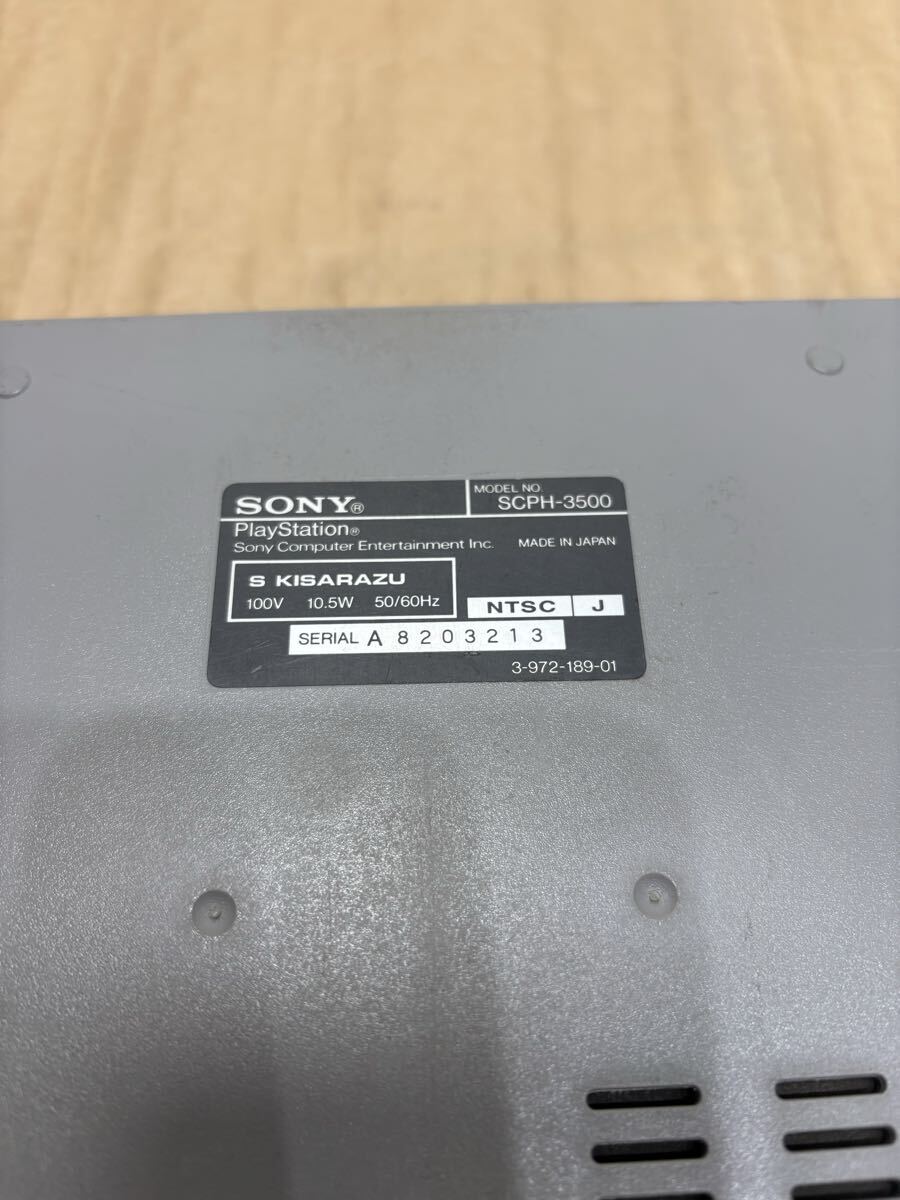 SONY®
MODEL NO.
SCPH-3500
PlayStation®
Sony Computer Entertainment Inc.
MADE IN JAPAN
S KISARAZU
100V 10.5W 50/60Hz
NTSC J
SERIAL A 8203213
3-972-189-01